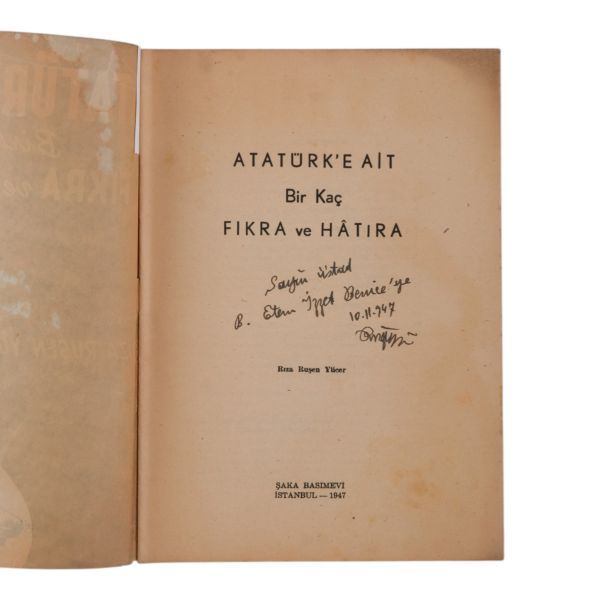 ATATÜRK'E AİT
Bir Kaç
FIKRA ve HÂTIRA
Sayın Üstad
B. Etem İzzet Benice'ye
10.11.947
Rıza Ruşen Yücer
ŞAKA BASIMEVİ
İSTANBUL — 1947